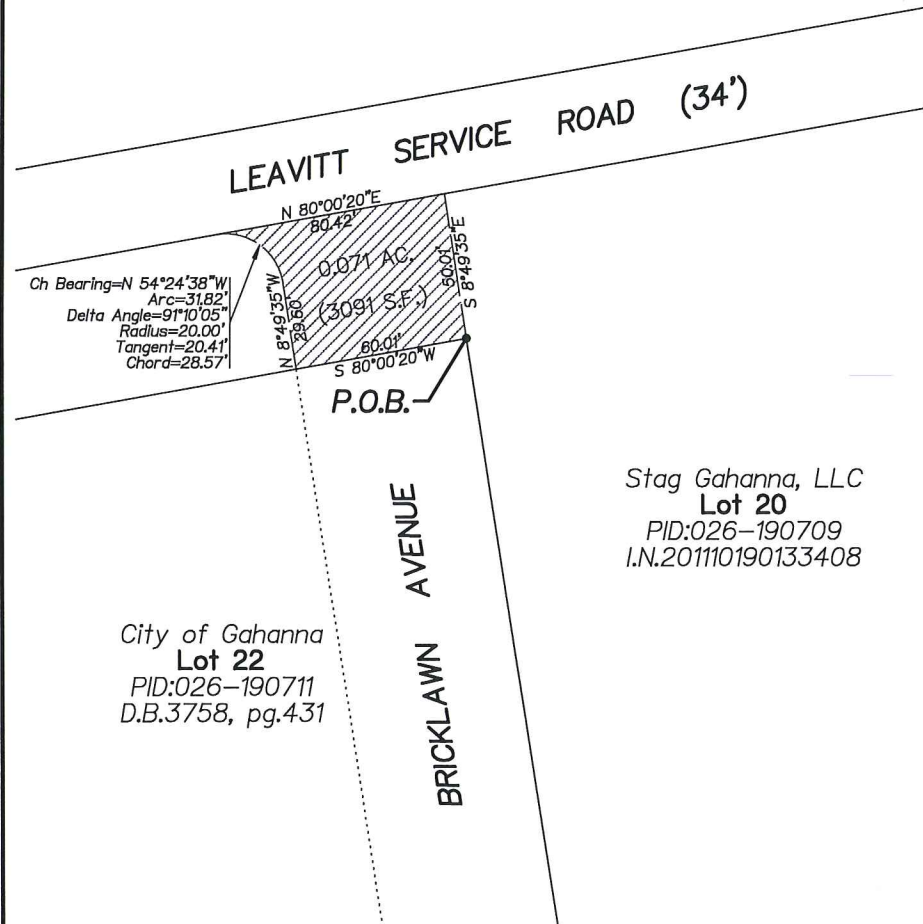 LEAVITT SERVICE ROAD (34')
N 80°00'20"E
80.42'
0.071 AC.
(3091 S.F.)
50.01'
S 8°49'35"E
Ch Bearing=N 54°24'38"W
Arc=31.82'
Delta Angle=91°10'05"
Radius=20.00'
Tangent=20.41'
Chord=28.57'
N 8°49'35"W
29.60'
60.01'
S 80°00'20"W
P.O.B.
BRICKLAWN AVENUE
Stag Gahanna, LLC
Lot 20
PID:026-190709
I.N.201110190133408
City of Gahanna
Lot 22
PID:026-190711
D.B.3758, pg.431